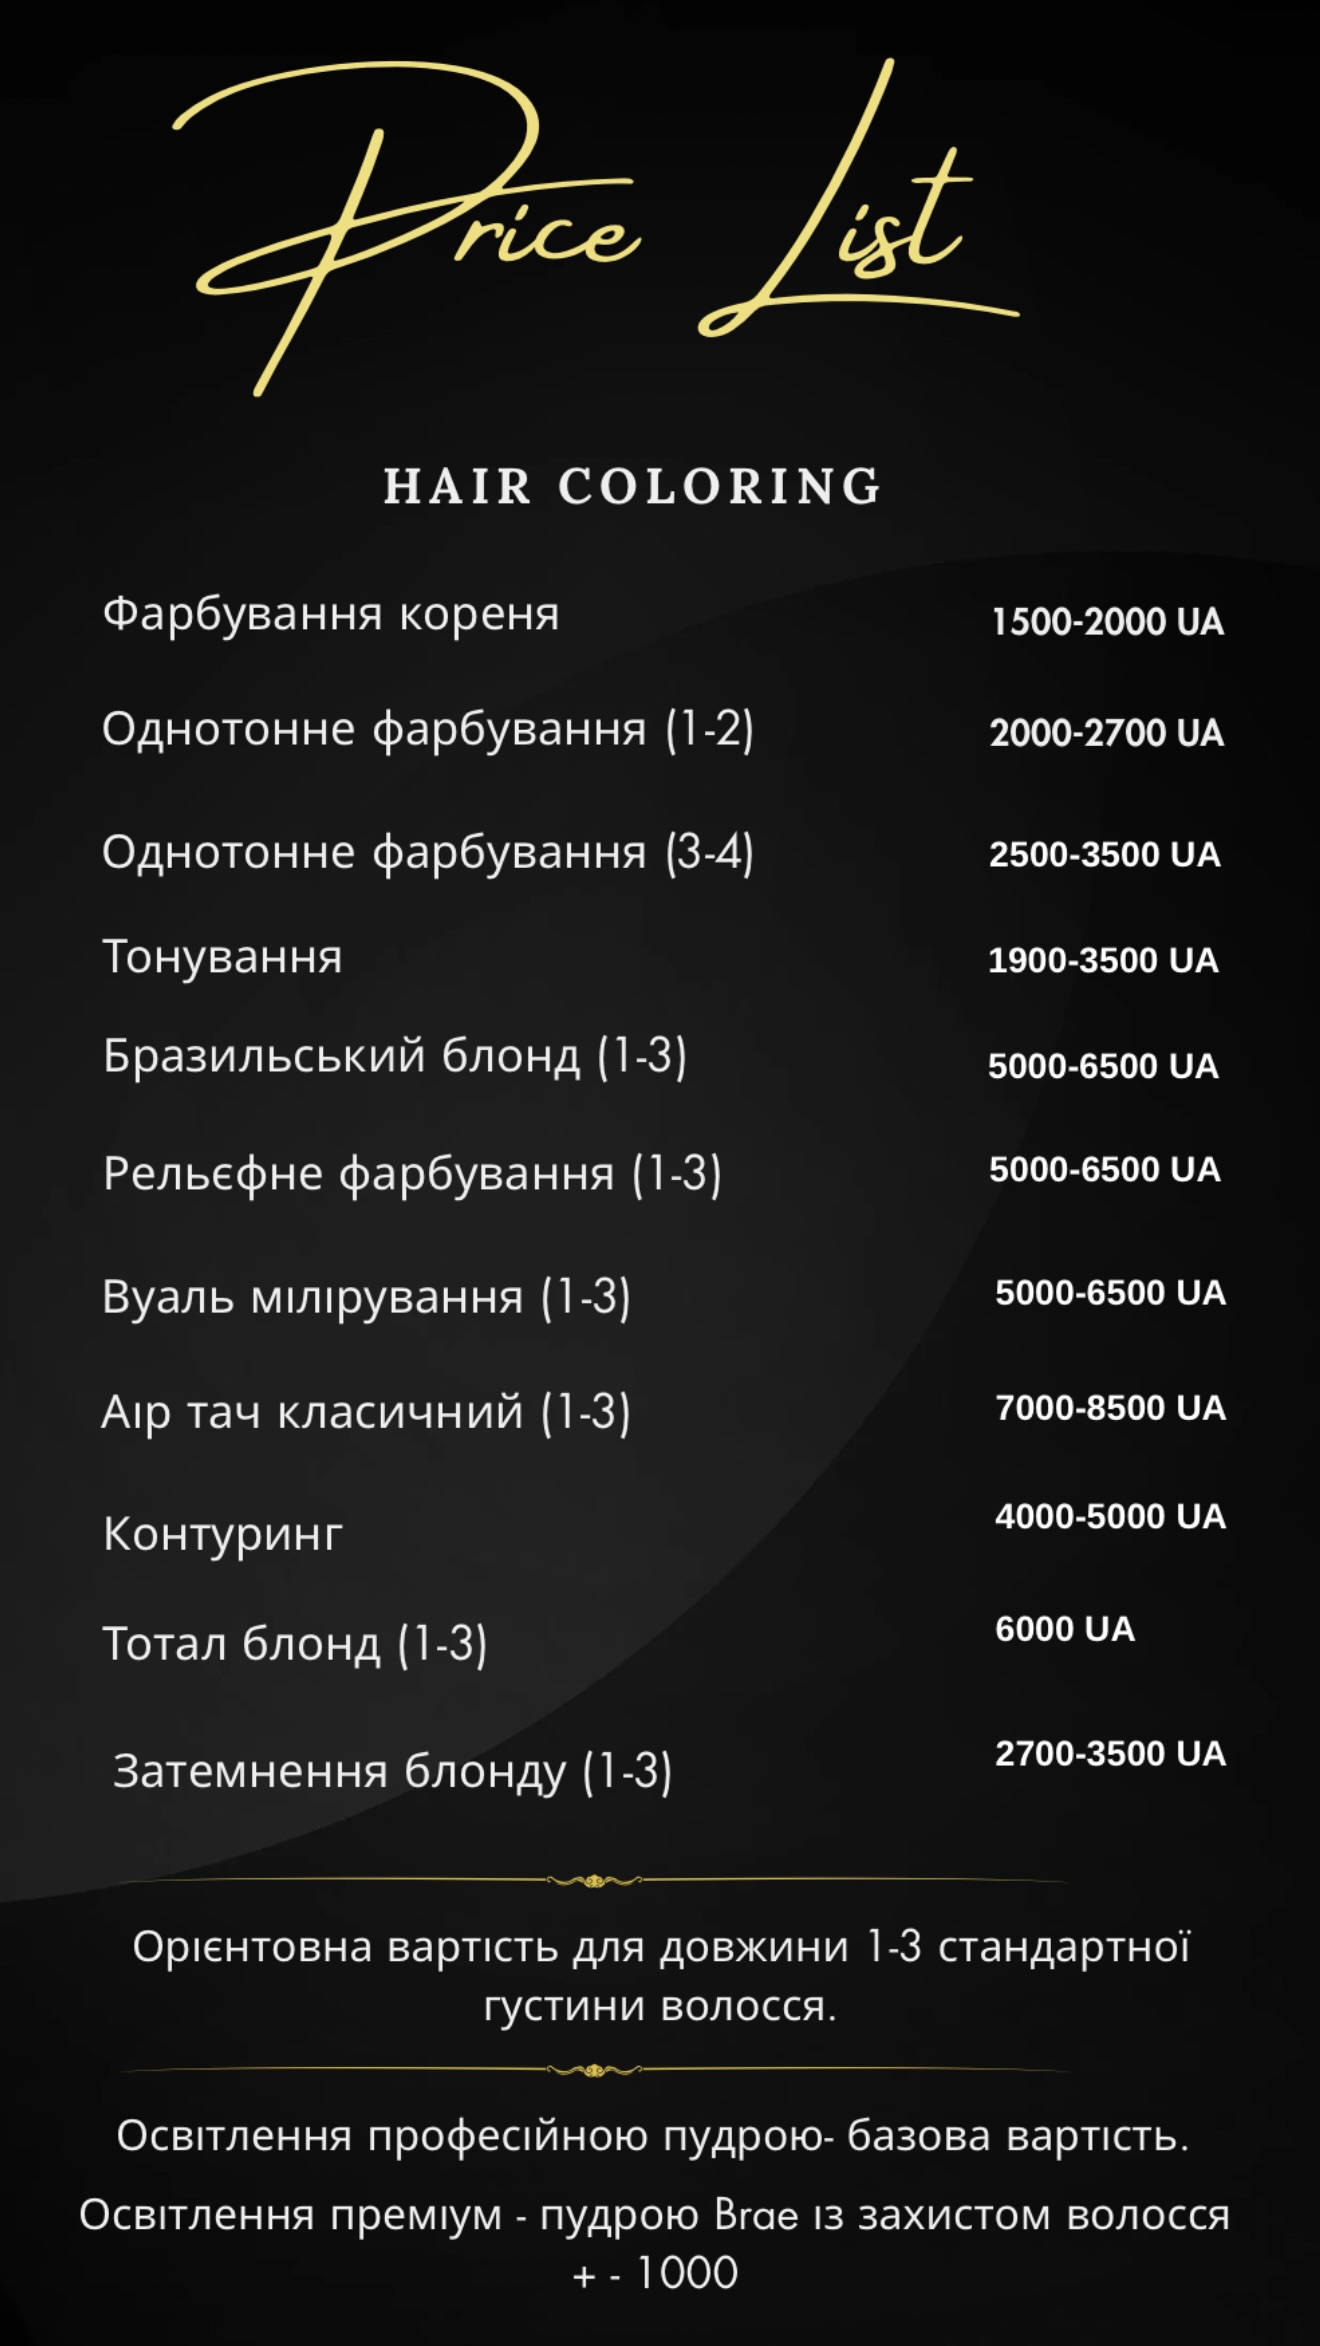 Price List
HAIR COLORING
Фарбування кореня 1500-2000 UA
Однотонне фарбування (1-2) 2000-2700 UA
Однотонне фарбування (3-4) 2500-3500 UA
Тонування 1900-3500 UA
Бразильський блонд (1-3) 5000-6500 UA
Рельєфне фарбування (1-3) 5000-6500 UA
Вуаль мілірування (1-3) 5000-6500 UA
Аір тач класичний (1-3) 7000-8500 UA
Контуринг 4000-5000 UA
Тотал блонд (1-3) 6000 UA
Затемнення блонду (1-3) 2700-3500 UA
Орієнтовна вартість для довжини 1-3 стандартної
густини волосся.
Освітлення професійною пудрою- базова вартість.
Освітлення преміум - пудрою Brae із захистом волосся
+ - 1000